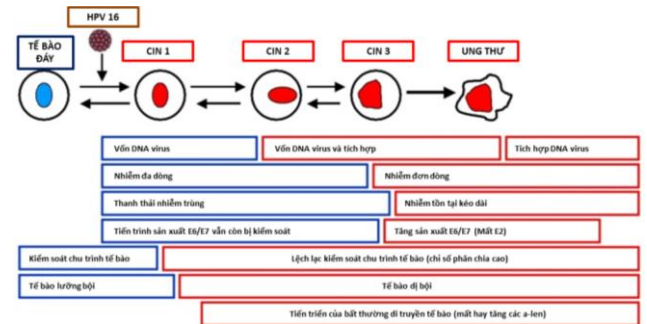 HPV 16
TẾ BÀO
ĐÁY
CIN 1
CIN 2
CIN 3
UNG THƯ
Vốn DNA virus
Vốn DNA virus và tích hợp
Tích hợp DNA virus
Nhiễm đa dòng
Nhiễm đơn dòng
Thanh thải nhiễm trùng
Nhiễm tồn tại kéo dài
Tiến trình sản xuất E6/E7 vẫn còn bị kiểm soát
Tăng sản xuất E6/E7 (Mất E2)
Kiểm soát chu trình tế bào
Lệch lạc kiểm soát chu trình tế bào (chỉ số phân chia cao)
Tế bào lưỡng bội
Tế bào dị bội
Tiến triển của bất thường di truyền tế bào (mất hay tăng các a-len)